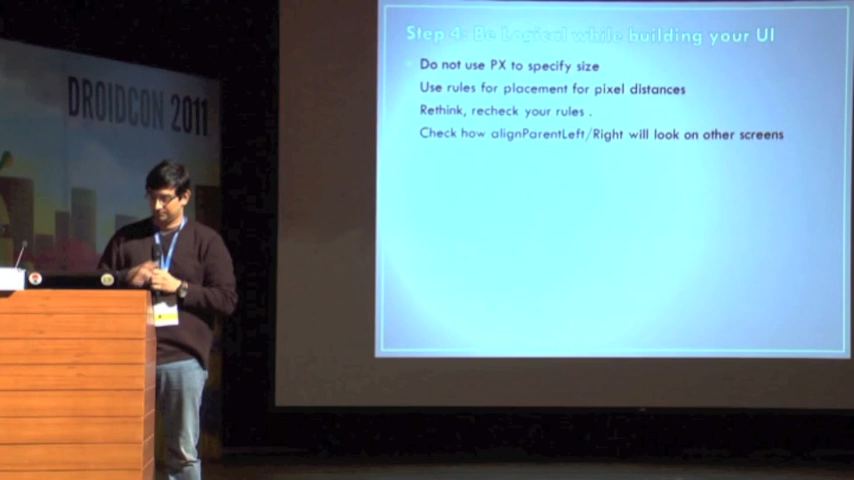 DROIDCON 2011
Step 4: Be Logical while building your UI
Do not use PX to specify size
Use rules for placement for pixel distances
Rethink, recheck your rules .
Check how alignParentLeft/Right will look on other screens